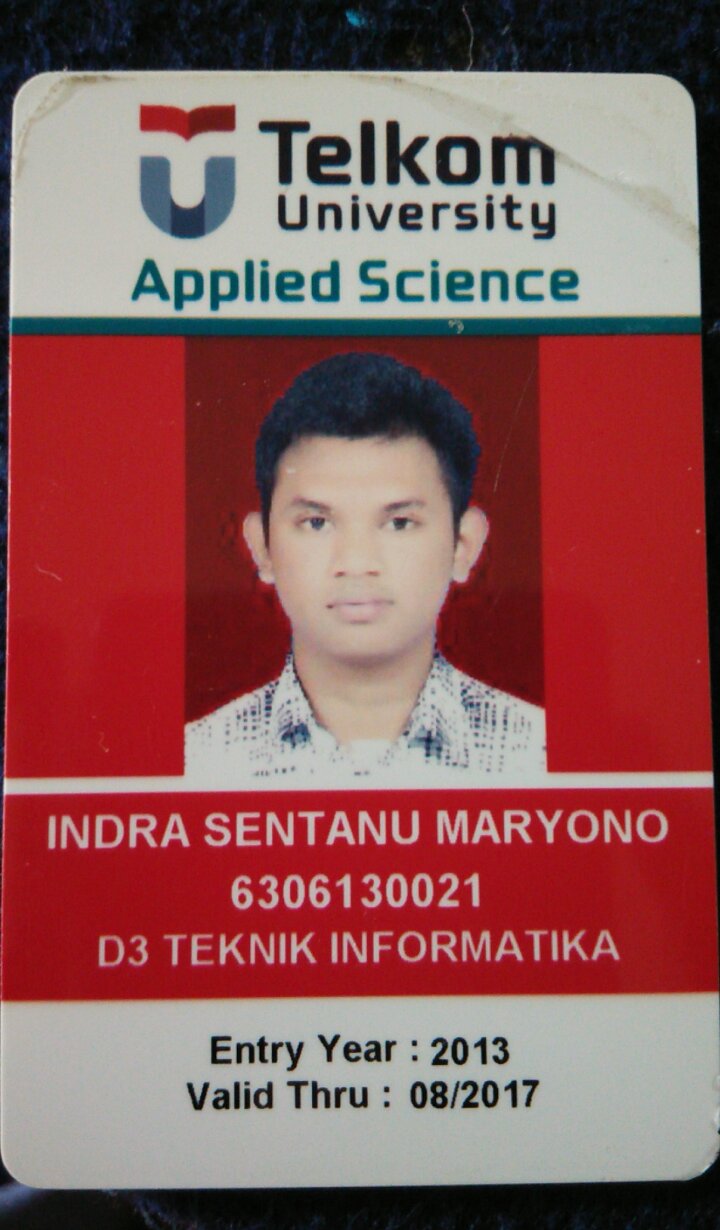 Telkom
University
Applied Science
INDRA SENTANU MARYONO
6306130021
D3 TEKNIK INFORMATIKA
Entry Year : 2013
Valid Thru : 08/2017